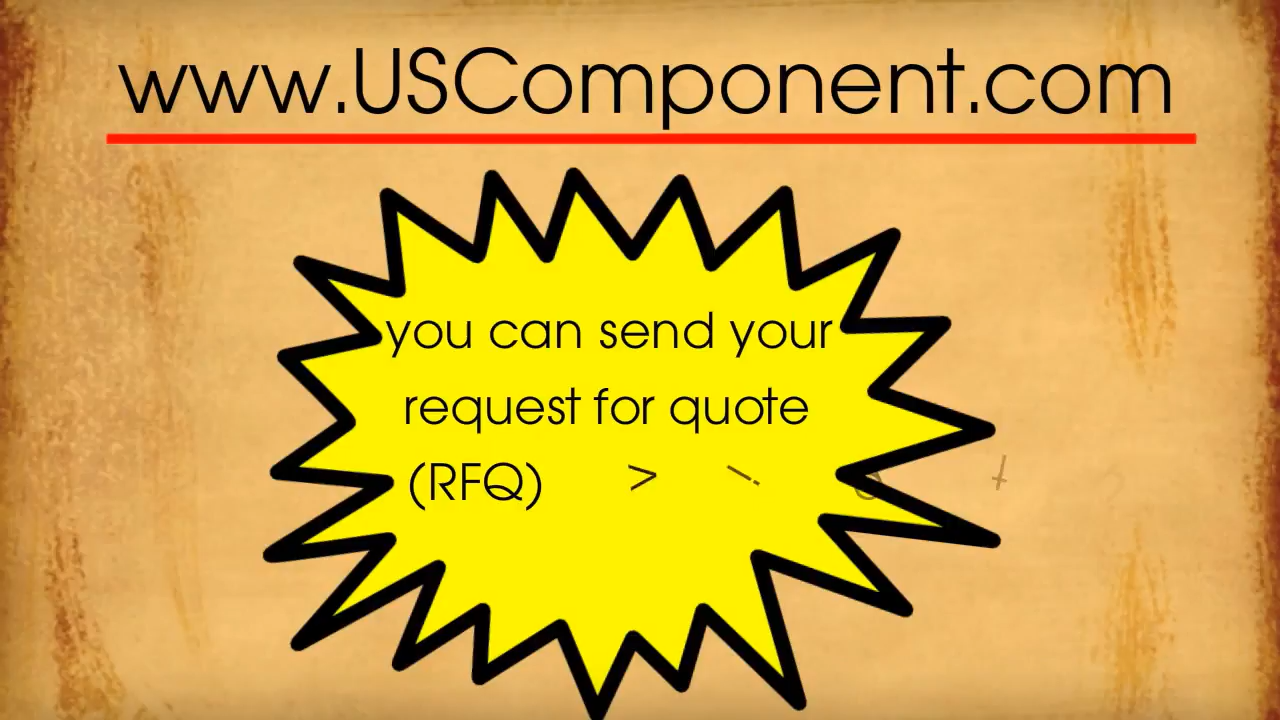 www.USComponent.com
you can send your
request for quote
(RFQ)